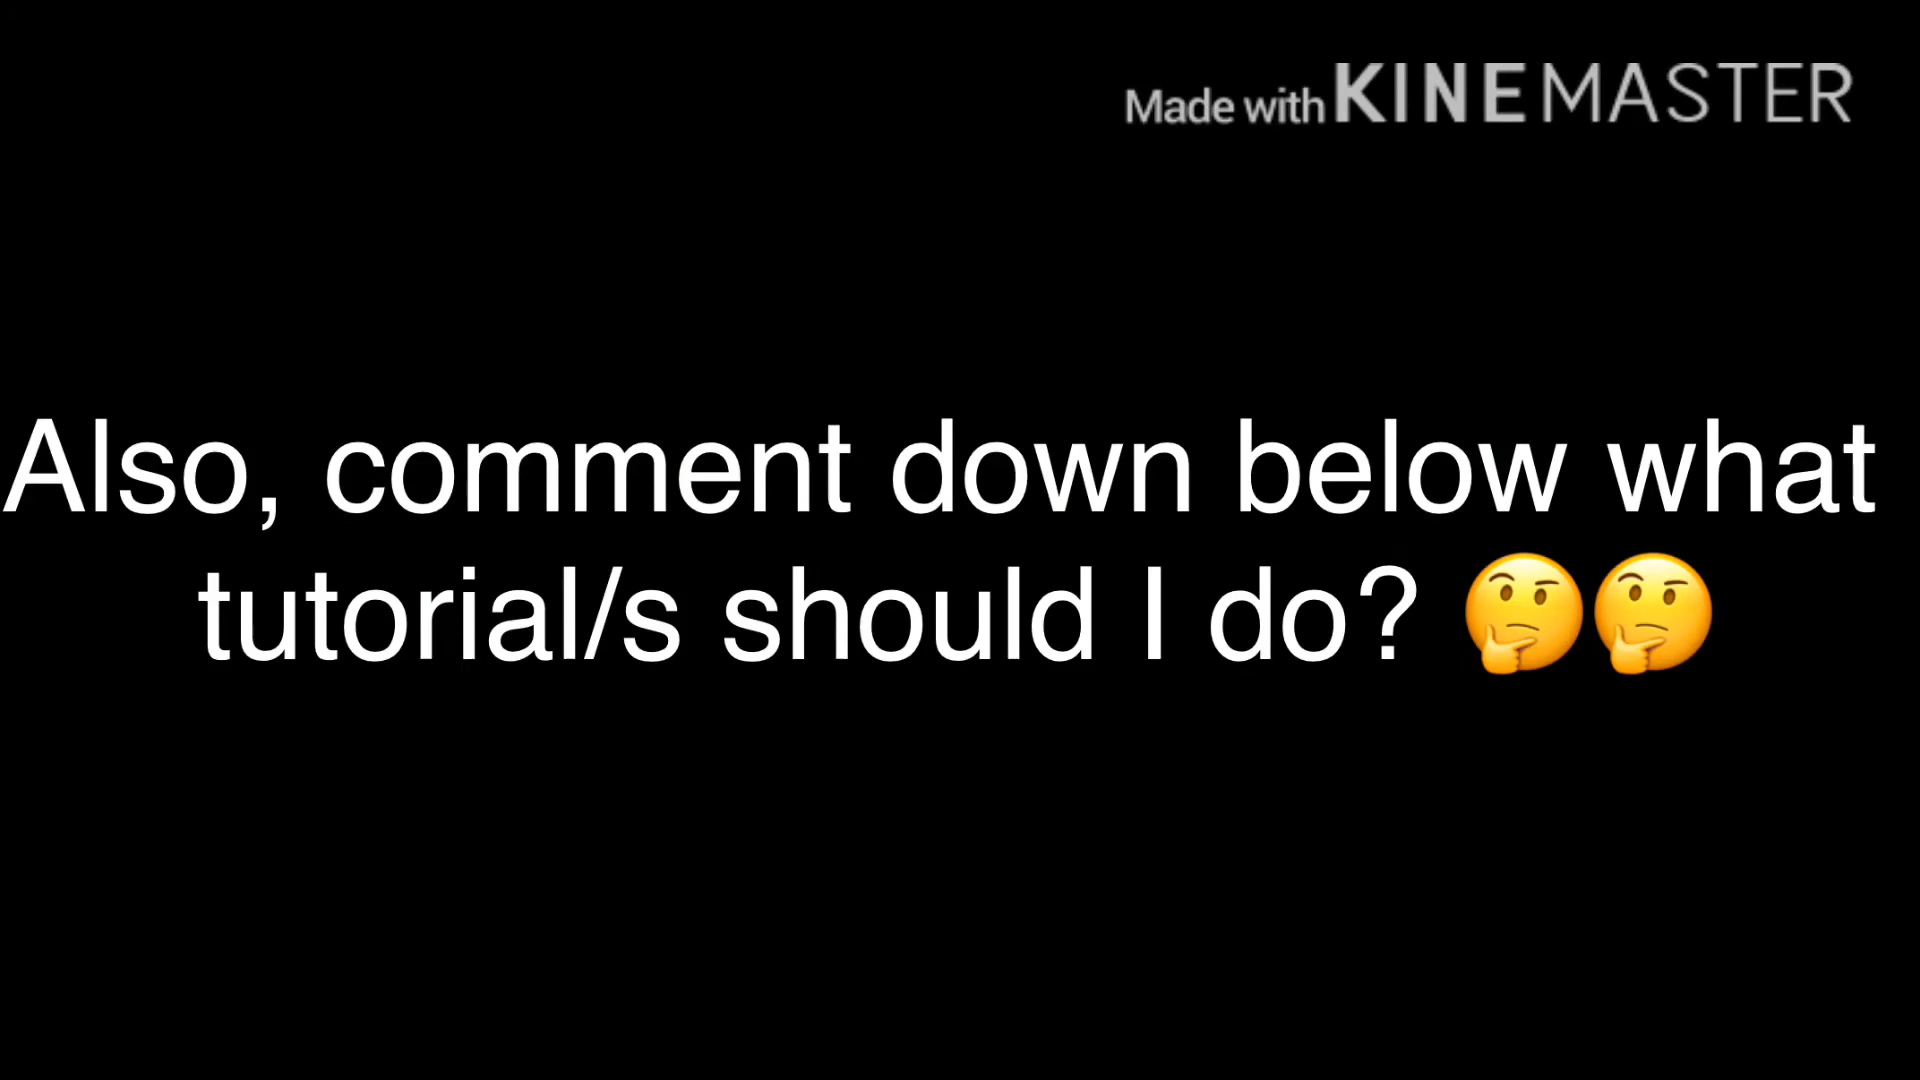 Made with KINEMASTER
Also, comment down below what
tutorial/s should I do? 🤔🤔